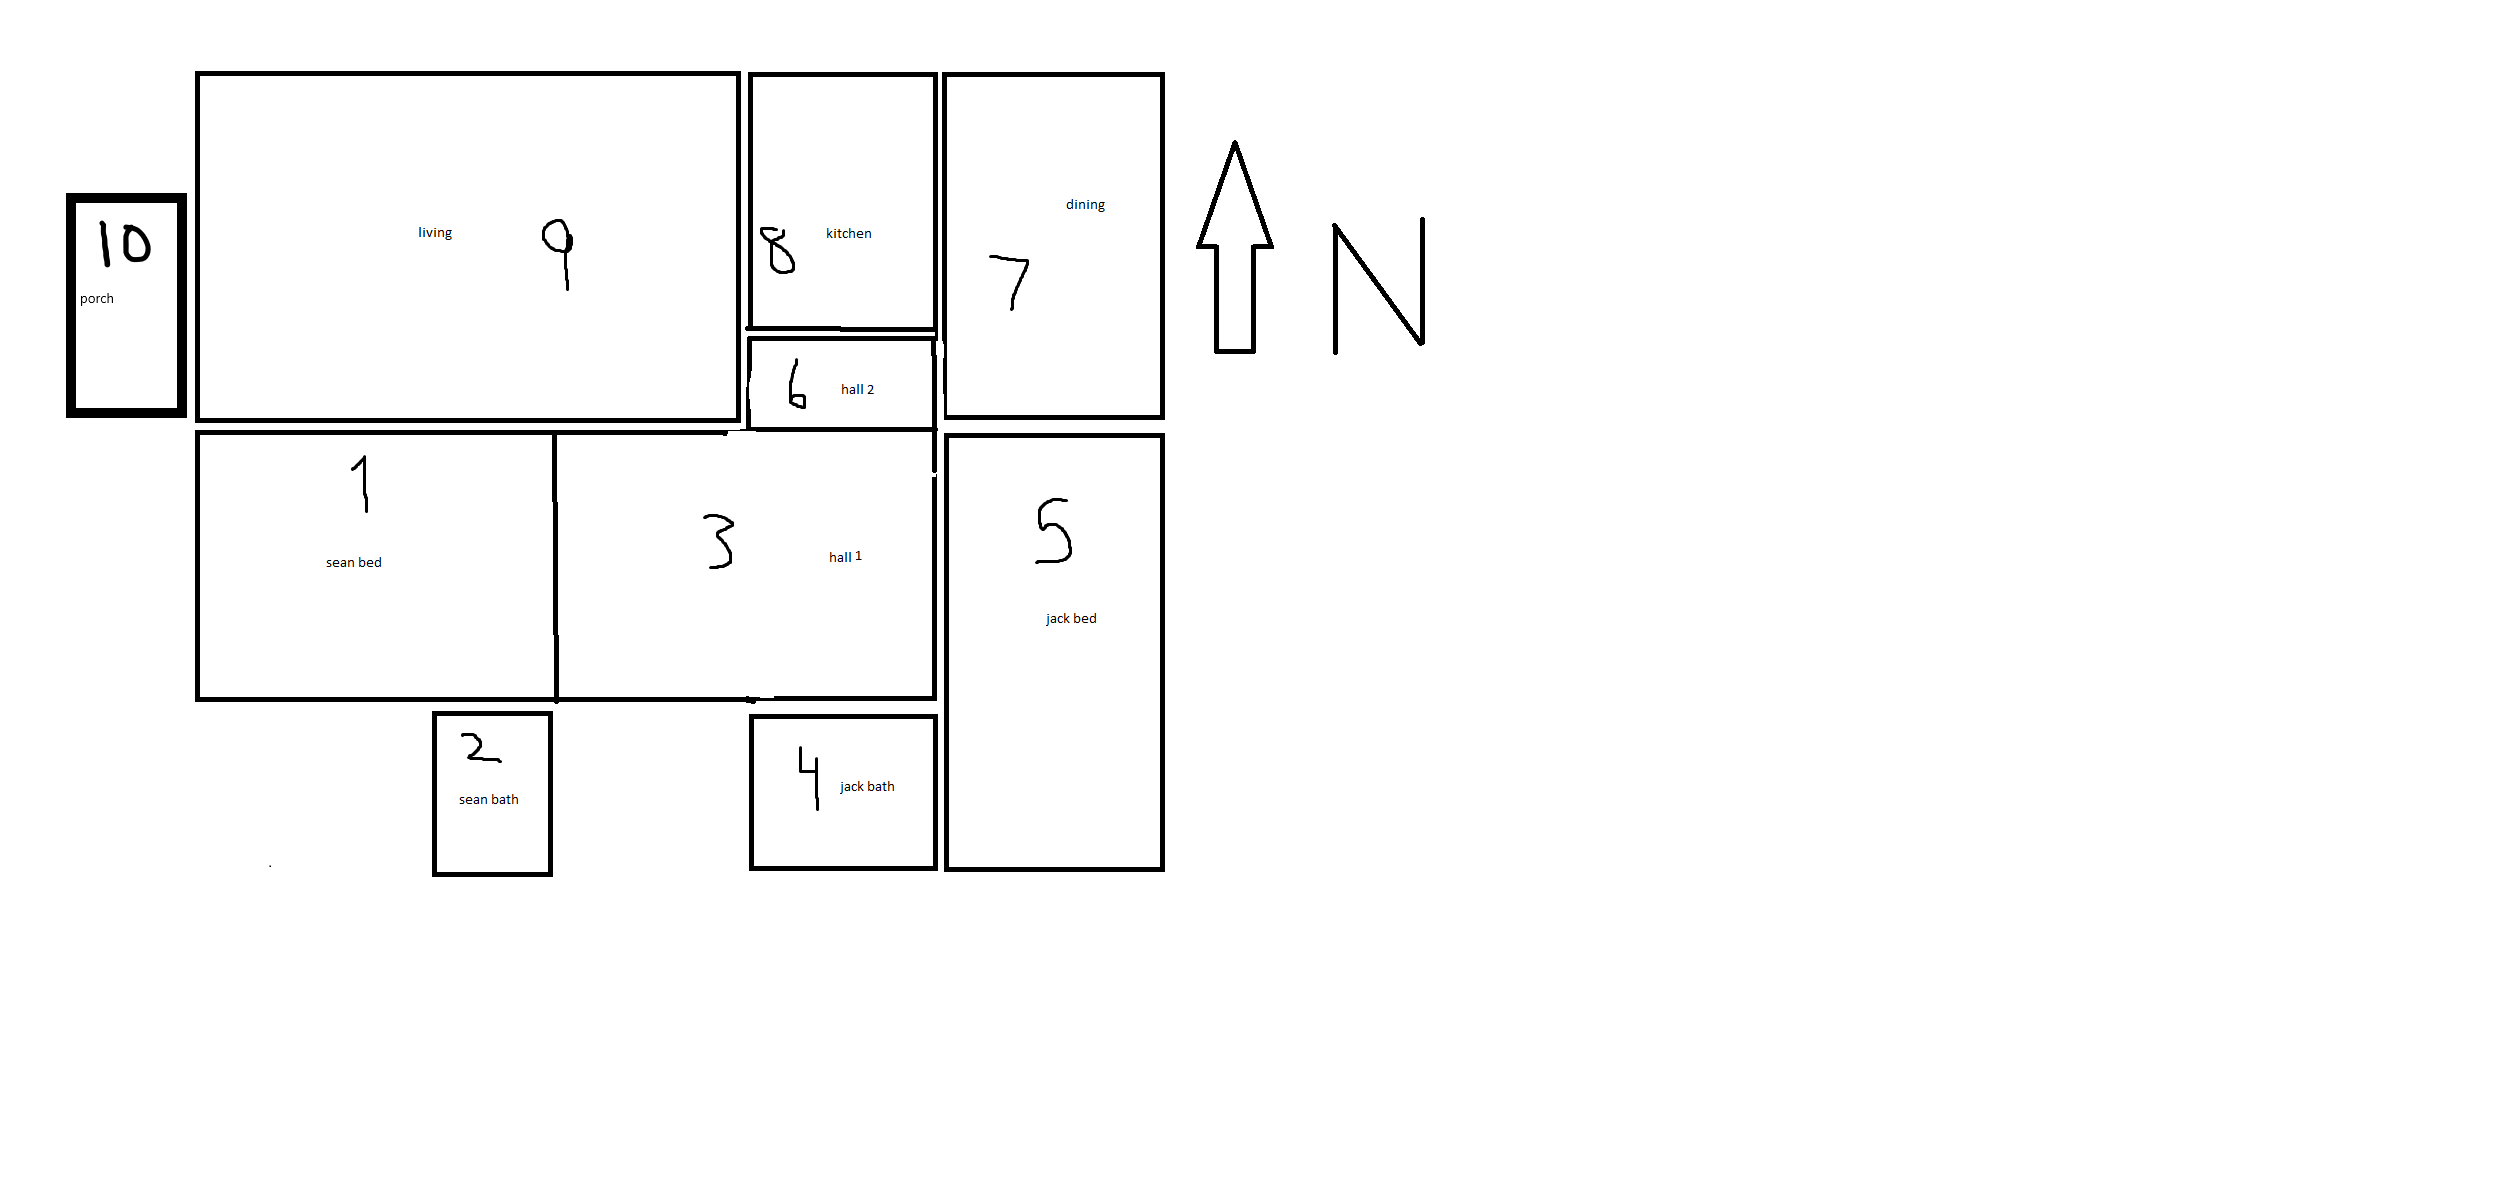 10
porch
living
9
8
kitchen
dining
7
N
6
hall 2
1
sean bed
3
hall 1
5
jack bed
2
sean bath
4
jack bath